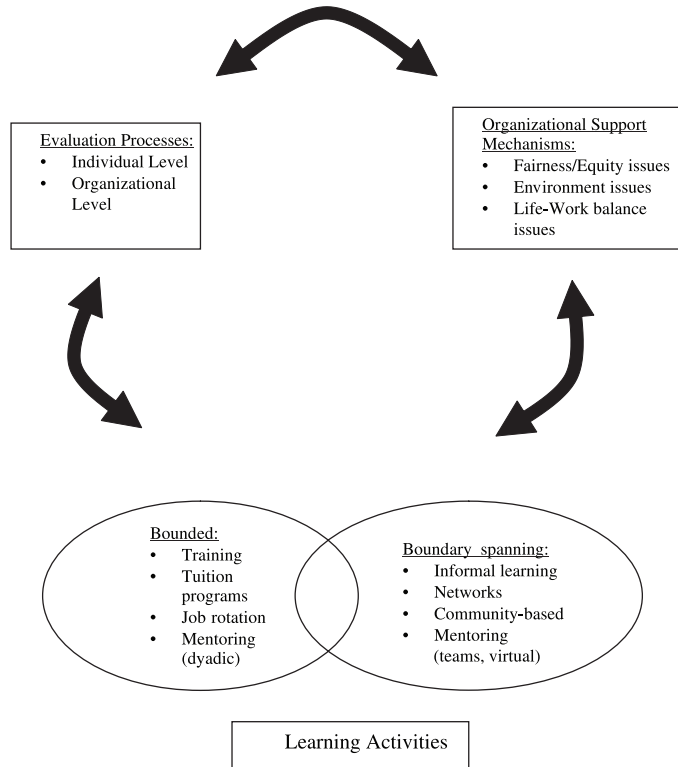 Evaluation Processes:
• Individual Level
• Organizational
Level
Organizational Support
Mechanisms:
• Fairness/Equity issues
• Environment issues
• Life-Work balance
issues
Bounded:
• Training
• Tuition
programs
• Job rotation
• Mentoring
(dyadic)
Boundary spanning:
• Informal learning
• Networks
• Community-based
• Mentoring
(teams, virtual)
Learning Activities